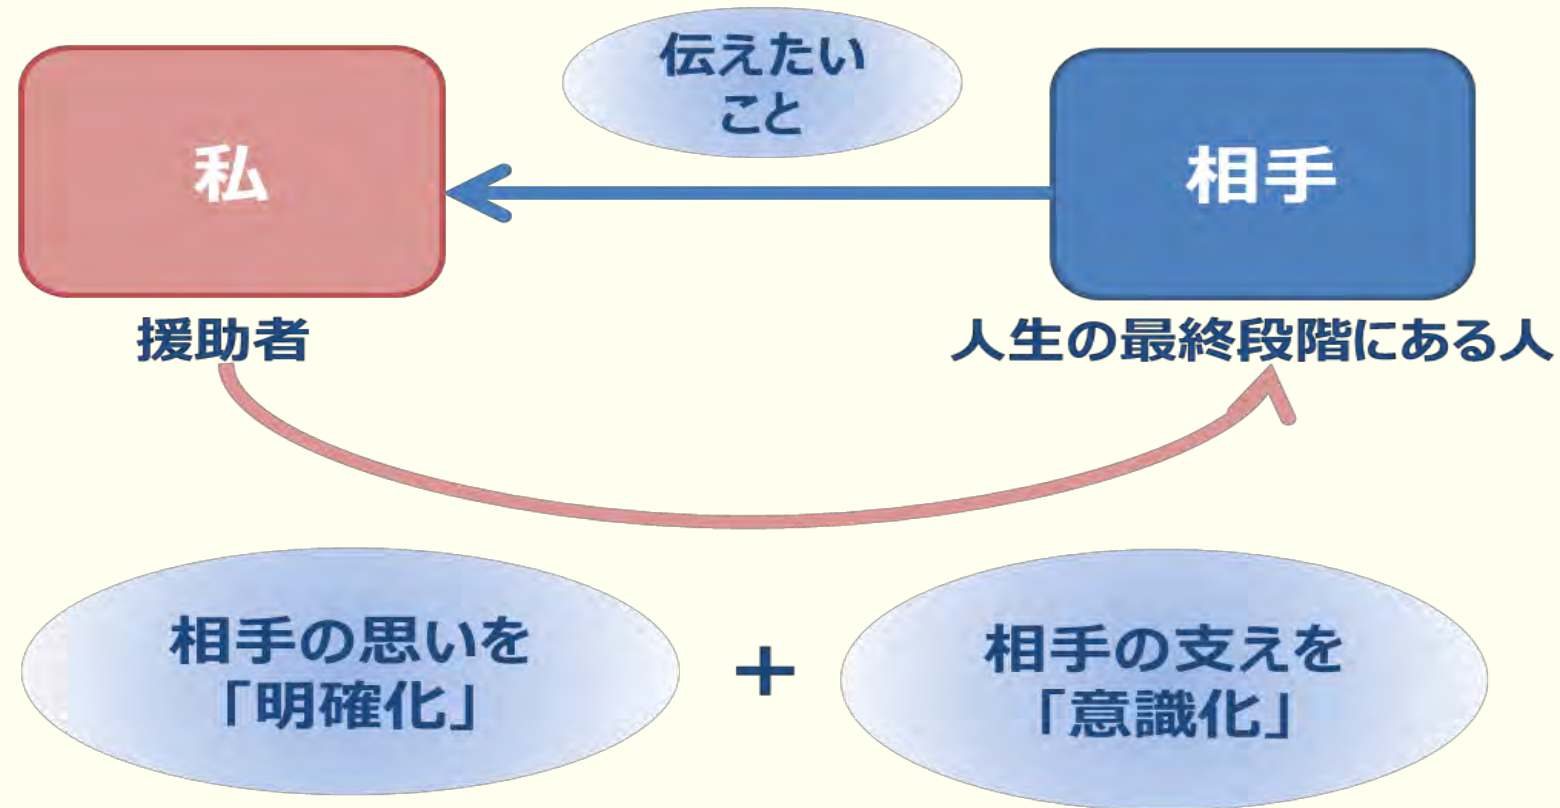 伝えたい
こと
私
相手
援助者
人生の最終段階にある人
相手の思いを
「明確化」
+
相手の支えを
「意識化」